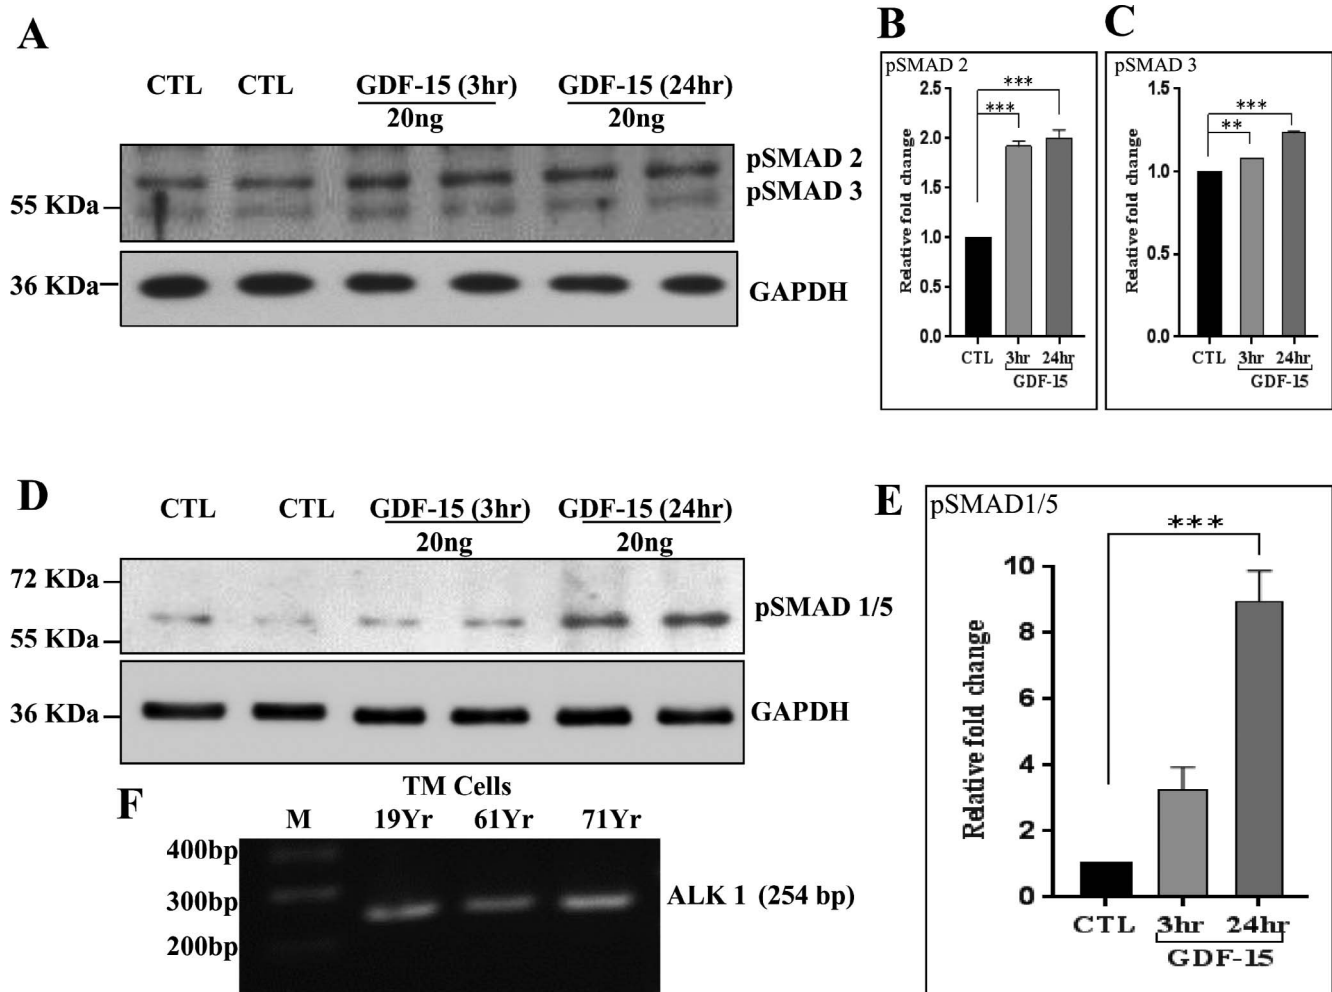 A
CTL CTL GDF-15 (3hr) GDF-15 (24hr)
20ng 20ng
pSMAD 2
pSMAD 3
55 KDa
36 KDa
GAPDH
B
pSMAD 2
***
***
Relative fold change
2.5
2.0
1.5
1.0
0.5
0.0
CTL 3hr 24hr
GDF-15
C
pSMAD 3
***
**
Relative fold change
1.5
1.0
0.5
0.0
CTL 3hr 24hr
GDF-15
D
CTL CTL GDF-15 (3hr) GDF-15 (24hr)
20ng 20ng
72 KDa
pSMAD 1/5
55 KDa
36 KDa
GAPDH
E
pSMAD1/5
***
Relative fold change
10
8
6
4
2
0
CTL 3hr 24hr
GDF-15
F
TM Cells
M 19Yr 61Yr 71Yr
400bp
300bp
200bp
ALK 1 (254 bp)